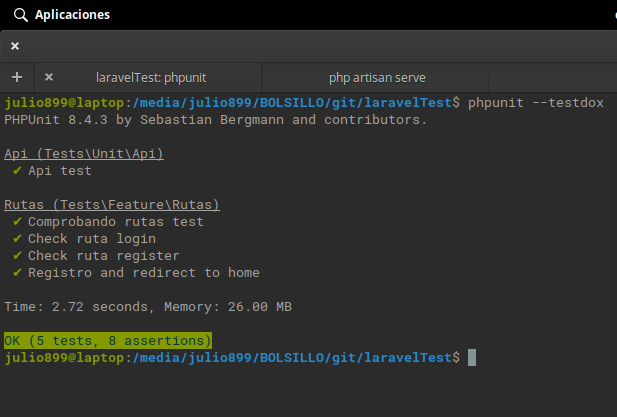 Aplicaciones
laravelTest: phpunit
php artisan serve
julio899@laptop:/media/julio899/BOLSILLO/git/laravelTest$ phpunit --testdox
PHPUnit 8.4.3 by Sebastian Bergmann and contributors.
Api (Tests\Unit\Api)
✔ Api test
Rutas (Tests\Feature\Rutas)
✔ Comprobando rutas test
✔ Check ruta login
✔ Check ruta register
✔ Registro and redirect to home
Time: 2.72 seconds, Memory: 26.00 MB
OK (5 tests, 8 assertions)
julio899@laptop:/media/julio899/BOLSILLO/git/laravelTest$